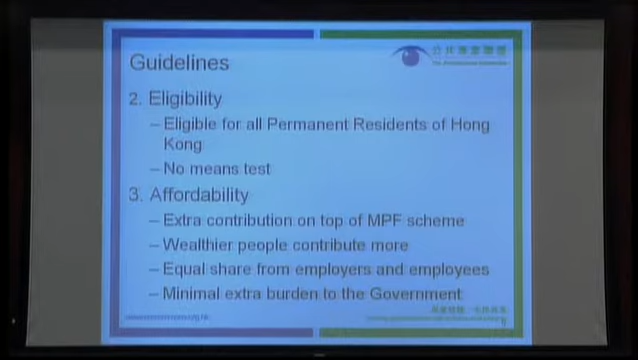 Guidelines
2. Eligibility
– Eligible for all Permanent Residents of Hong
Kong
– No means test
3. Affordability
– Extra contribution on top of MPF scheme
– Wealthier people contribute more
– Equal share from employers and employees
– Minimal extra burden to the Government